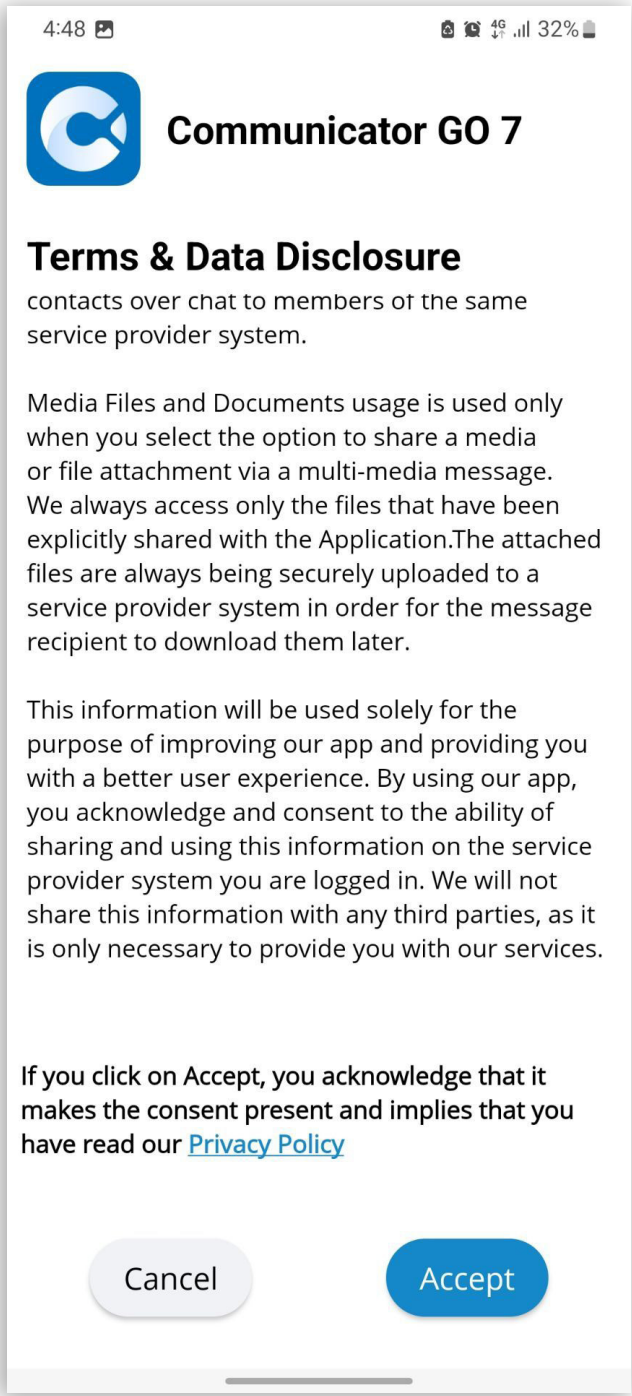 4:48 4G 32%
Communicator GO 7
Terms & Data Disclosure
contacts over chat to members of the same
service provider system.
Media Files and Documents usage is used only
when you select the option to share a media
or file attachment via a multi-media message.
We always access only the files that have been
explicitly shared with the Application.The attached
files are always being securely uploaded to a
service provider system in order for the message
recipient to download them later.
This information will be used solely for the
purpose of improving our app and providing you
with a better user experience. By using our app,
you acknowledge and consent to the ability of
sharing and using this information on the service
provider system you are logged in. We will not
share this information with any third parties, as it
is only necessary to provide you with our services.
If you click on Accept, you acknowledge that it
makes the consent present and implies that you
have read our Privacy Policy
Cancel Accept